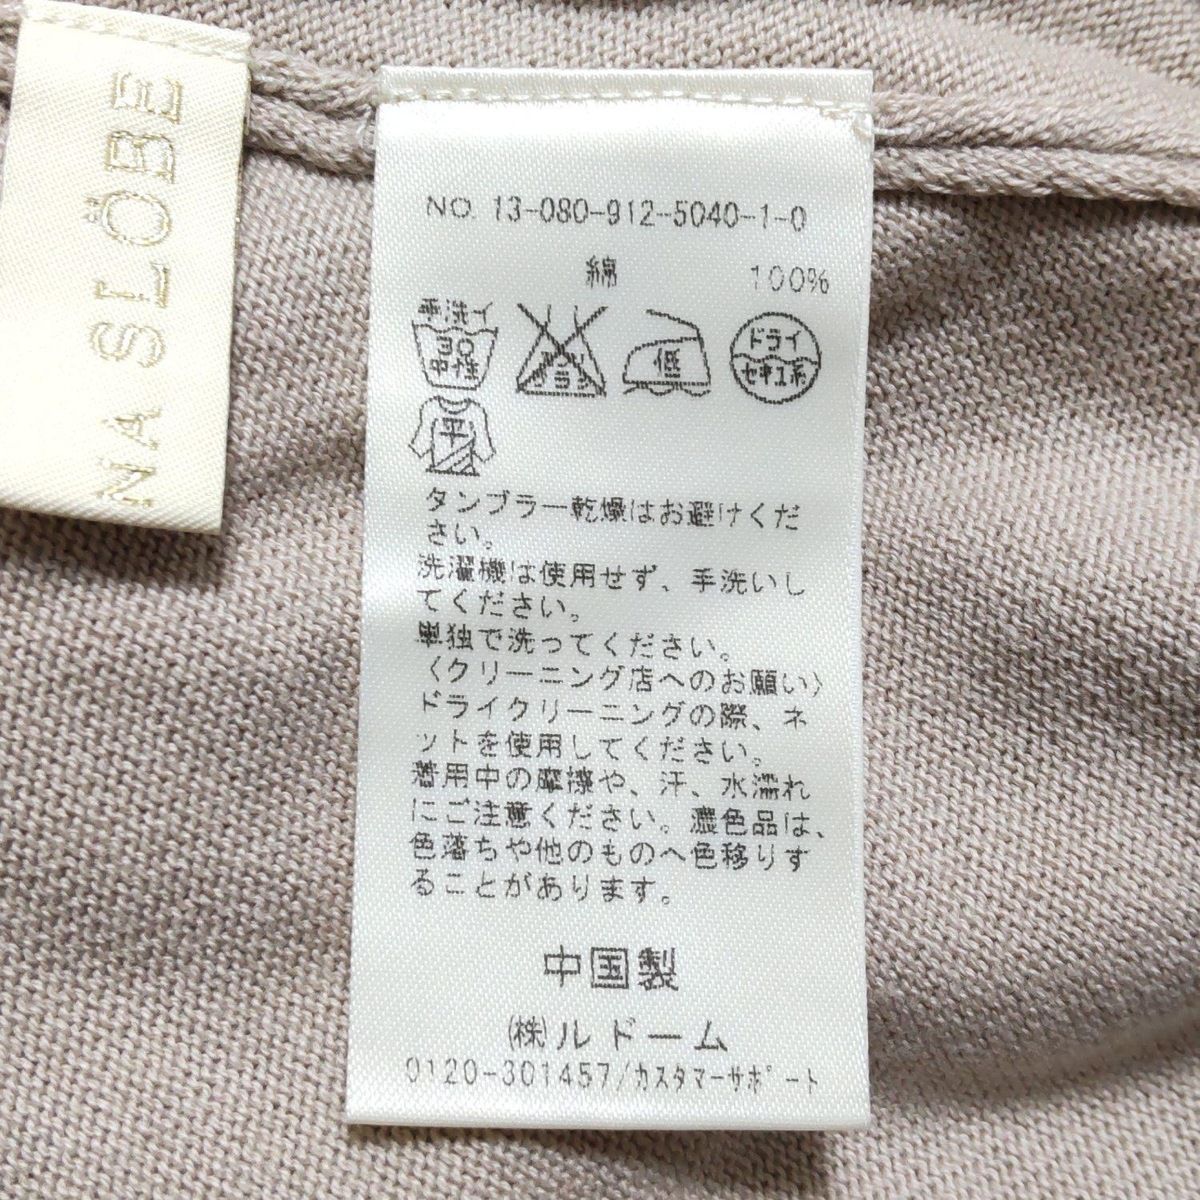 NA SLÖBE
NO. 13-080-912-5040-1-0
綿 100%
手洗イ
30
中性
低
ドライ
セキユ系
平
タンブラー乾燥はお避けくだ
さい。
洗濯機は使用せず、手洗いし
てください。
単独で洗ってください。
〈クリーニング店へのお願い〉
ドライクリーニングの際、ネ
ットを使用してください。
着用中の摩擦や、汗、水濡れ
にご注意ください。濃色品は、
色落ちや他のものへ色移りす
ることがあります。
中国製
(株)ルドーム
0120-301457/カスタマーサポート